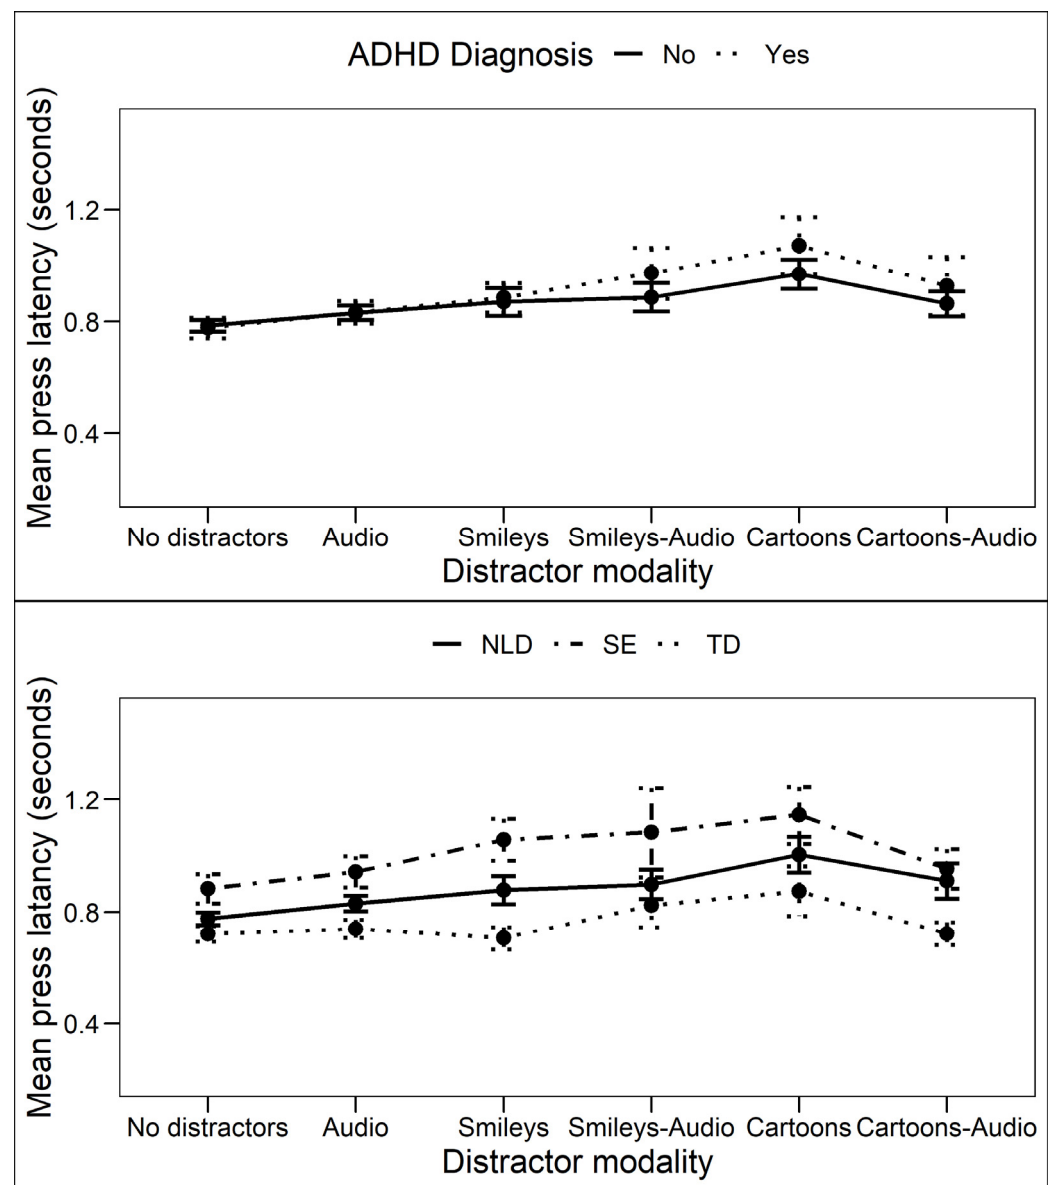 ADHD Diagnosis No Yes
Mean press latency (seconds)
1.2
0.8
0.4
No distractors Audio Smileys Smileys-Audio Cartoons Cartoons-Audio
Distractor modality
NLD SE TD
Mean press latancy (seconds)
1.2
0.8
0.4
No distractors Audio Smileys Smileys-Audio Cartoons Cartoons-Audio
Distractor modality